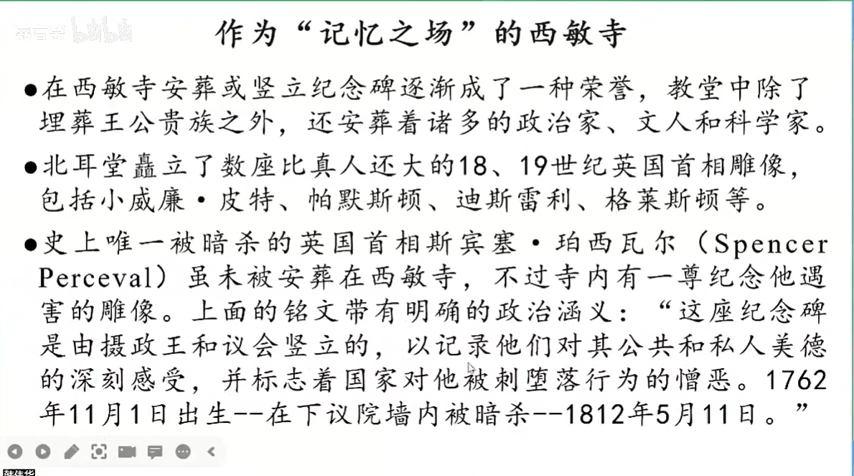 bilibili
作为“记忆之场”的西敏寺
●在西敏寺安葬或竖立纪念碑逐渐成了一种荣誉，教堂中除了
埋葬王公贵族之外，还安葬着诸多的政治家、文人和科学家。
●北耳堂矗立了数座比真人还大的18、19世纪英国首相雕像，
包括小威廉·皮特、帕默斯顿、迪斯雷利、格莱斯顿等。
●史上唯一被暗杀的英国首相斯宾塞·珀西瓦尔（Spencer
Perceval）虽未被安葬在西敏寺，不过寺内有一尊纪念他遇
害的雕像。上面的铭文带有明确的政治涵义：“这座纪念碑
是由摄政王和议会竖立的，以记录他们对其公共和私人美德
的深刻感受，并标志着国家对他被刺堕落行为的憎恶。1762
年11月1日出生--在下议院墙内被暗杀--1812年5月11日。”